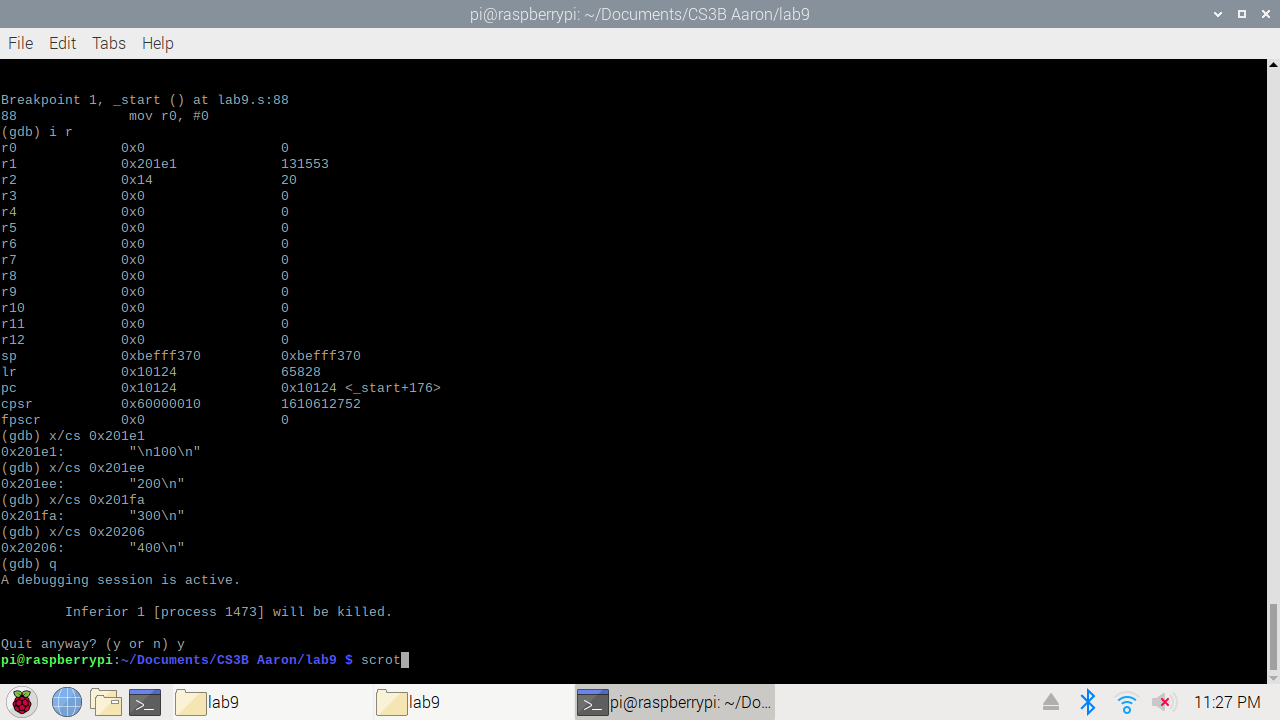 pi@raspberrypi: ~/Documents/CS3B Aaron/lab9
File Edit Tabs Help
Breakpoint 1, _start () at lab9.s:88
88              mov r0, #0
(gdb) i r
r0             0x0                 0
r1             0x201e1             131553
r2             0x14                20
r3             0x0                 0
r4             0x0                 0
r5             0x0                 0
r6             0x0                 0
r7             0x0                 0
r8             0x0                 0
r9             0x0                 0
r10            0x0                 0
r11            0x0                 0
r12            0x0                 0
sp             0xbefff370          0xbefff370
lr             0x10124             65828
pc             0x10124             0x10124 <_start+176>
cpsr           0x60000010          1610612752
fpscr          0x0                 0
(gdb) x/cs 0x201e1
0x201e1:        "\n100\n"
(gdb) x/cs 0x201ee
0x201ee:        "200\n"
(gdb) x/cs 0x201fa
0x201fa:        "300\n"
(gdb) x/cs 0x20206
0x20206:        "400\n"
(gdb) q
A debugging session is active.
        Inferior 1 [process 1473] will be killed.
Quit anyway? (y or n) y
pi@raspberrypi:~/Documents/CS3B Aaron/lab9 $ scrot
lab9 lab9 pi@raspberrypi: ~/Do... 11:27 PM